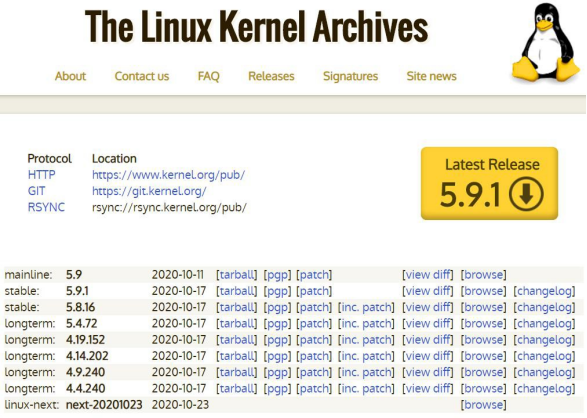 The Linux Kernel Archives
About Contact us FAQ Releases Signatures Site news
Protocol Location
HTTP https://www.kernel.org/pub/
GIT https://git.kernel.org/
RSYNC rsync://rsync.kernel.org/pub/
Latest Release
5.9.1
mainline: 5.9 2020-10-11 [tarball] [pgp] [patch] [view diff] [browse]
stable: 5.9.1 2020-10-17 [tarball] [pgp] [patch] [view diff] [browse] [changelog]
stable: 5.8.16 2020-10-17 [tarball] [pgp] [patch] [inc. patch] [view diff] [browse] [changelog]
longterm: 5.4.72 2020-10-17 [tarball] [pgp] [patch] [inc. patch] [view diff] [browse] [changelog]
longterm: 4.19.152 2020-10-17 [tarball] [pgp] [patch] [inc. patch] [view diff] [browse] [changelog]
longterm: 4.14.202 2020-10-17 [tarball] [pgp] [patch] [inc. patch] [view diff] [browse] [changelog]
longterm: 4.9.240 2020-10-17 [tarball] [pgp] [patch] [inc. patch] [view diff] [browse] [changelog]
longterm: 4.4.240 2020-10-17 [tarball] [pgp] [patch] [inc. patch] [view diff] [browse] [changelog]
linux-next: next-20201023 2020-10-23 [browse]